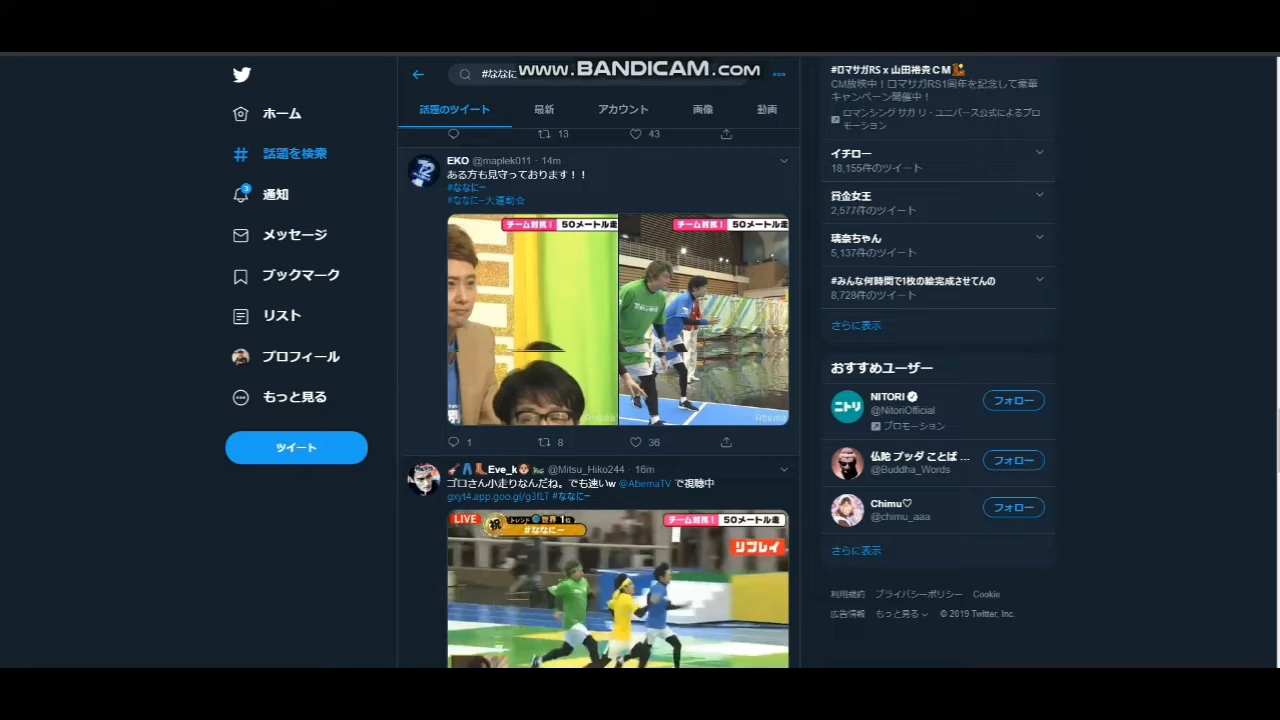 #ななに
www.BANDICAM.com
ホーム
話題を検索
通知
3
メッセージ
ブックマーク
リスト
プロフィール
もっと見る
ツイート
話題のツイート
最新
アカウント
画像
動画
13
43
EKO @maplek011・14m
ある方も見守っております！！
#ななにー
#ななにー大運動会
チーム対抗！ 50メートル走
チーム対抗！ 50メートル走
Abema
1
8
36
Eve_k @Mitsu_Hiko244・16m
ゴロさん小走りなんだね。でも速いw @AbemaTV で視聴中
gxyt4.app.goo.gl/g3fLT #ななにー
LIVE
祝 トレンド 世界1位
#ななにー
チーム対抗！ 50メートル走
リプレイ
#ロマサガRS x 山田裕貴CM
CM放映中！ロマサガRS1周年を記念して豪華
キャンペーン開催中！
ロマンシング サガ リ・ユニバース公式によるプロ
モーション
イチロー
18,155件のツイート
賞金女王
2,577件のツイート
璃奈ちゃん
5,137件のツイート
#みんな何時間で1枚の絵完成させてんの
8,728件のツイート
さらに表示
おすすめユーザー
ニトリ
NITORI
@NitoriOfficial
プロモーション
フォロー
仏陀 ブッダ ことば ...
@Buddha_Words
フォロー
Chimu♡
@chimu_aaa
フォロー
さらに表示
利用規約 プライバシーポリシー Cookie
広告情報 もっと見る © 2019 Twitter, Inc.